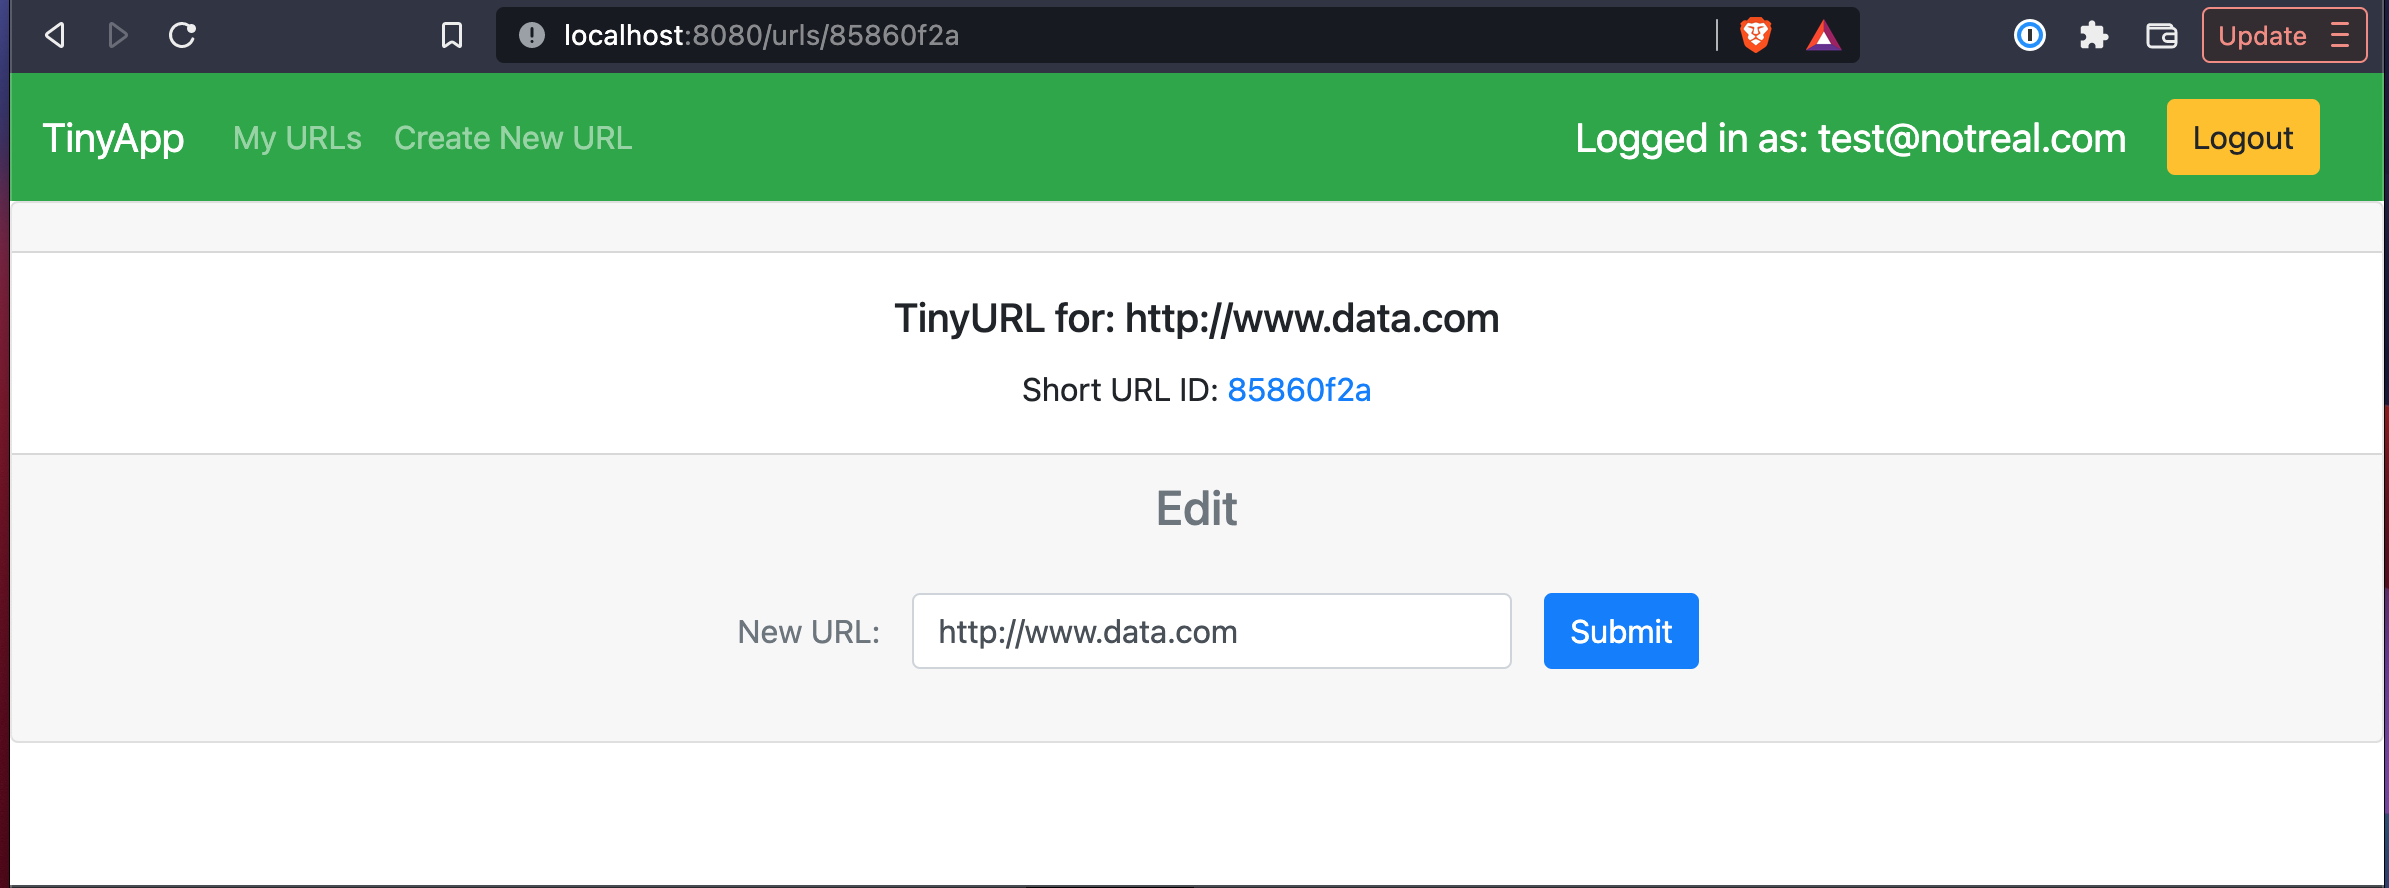 localhost:8080/urls/85860f2a
Update
TinyApp My URLs Create New URL Logged in as: test@notreal.com Logout
TinyURL for: http://www.data.com
Short URL ID: 85860f2a
Edit
New URL: http://www.data.com Submit